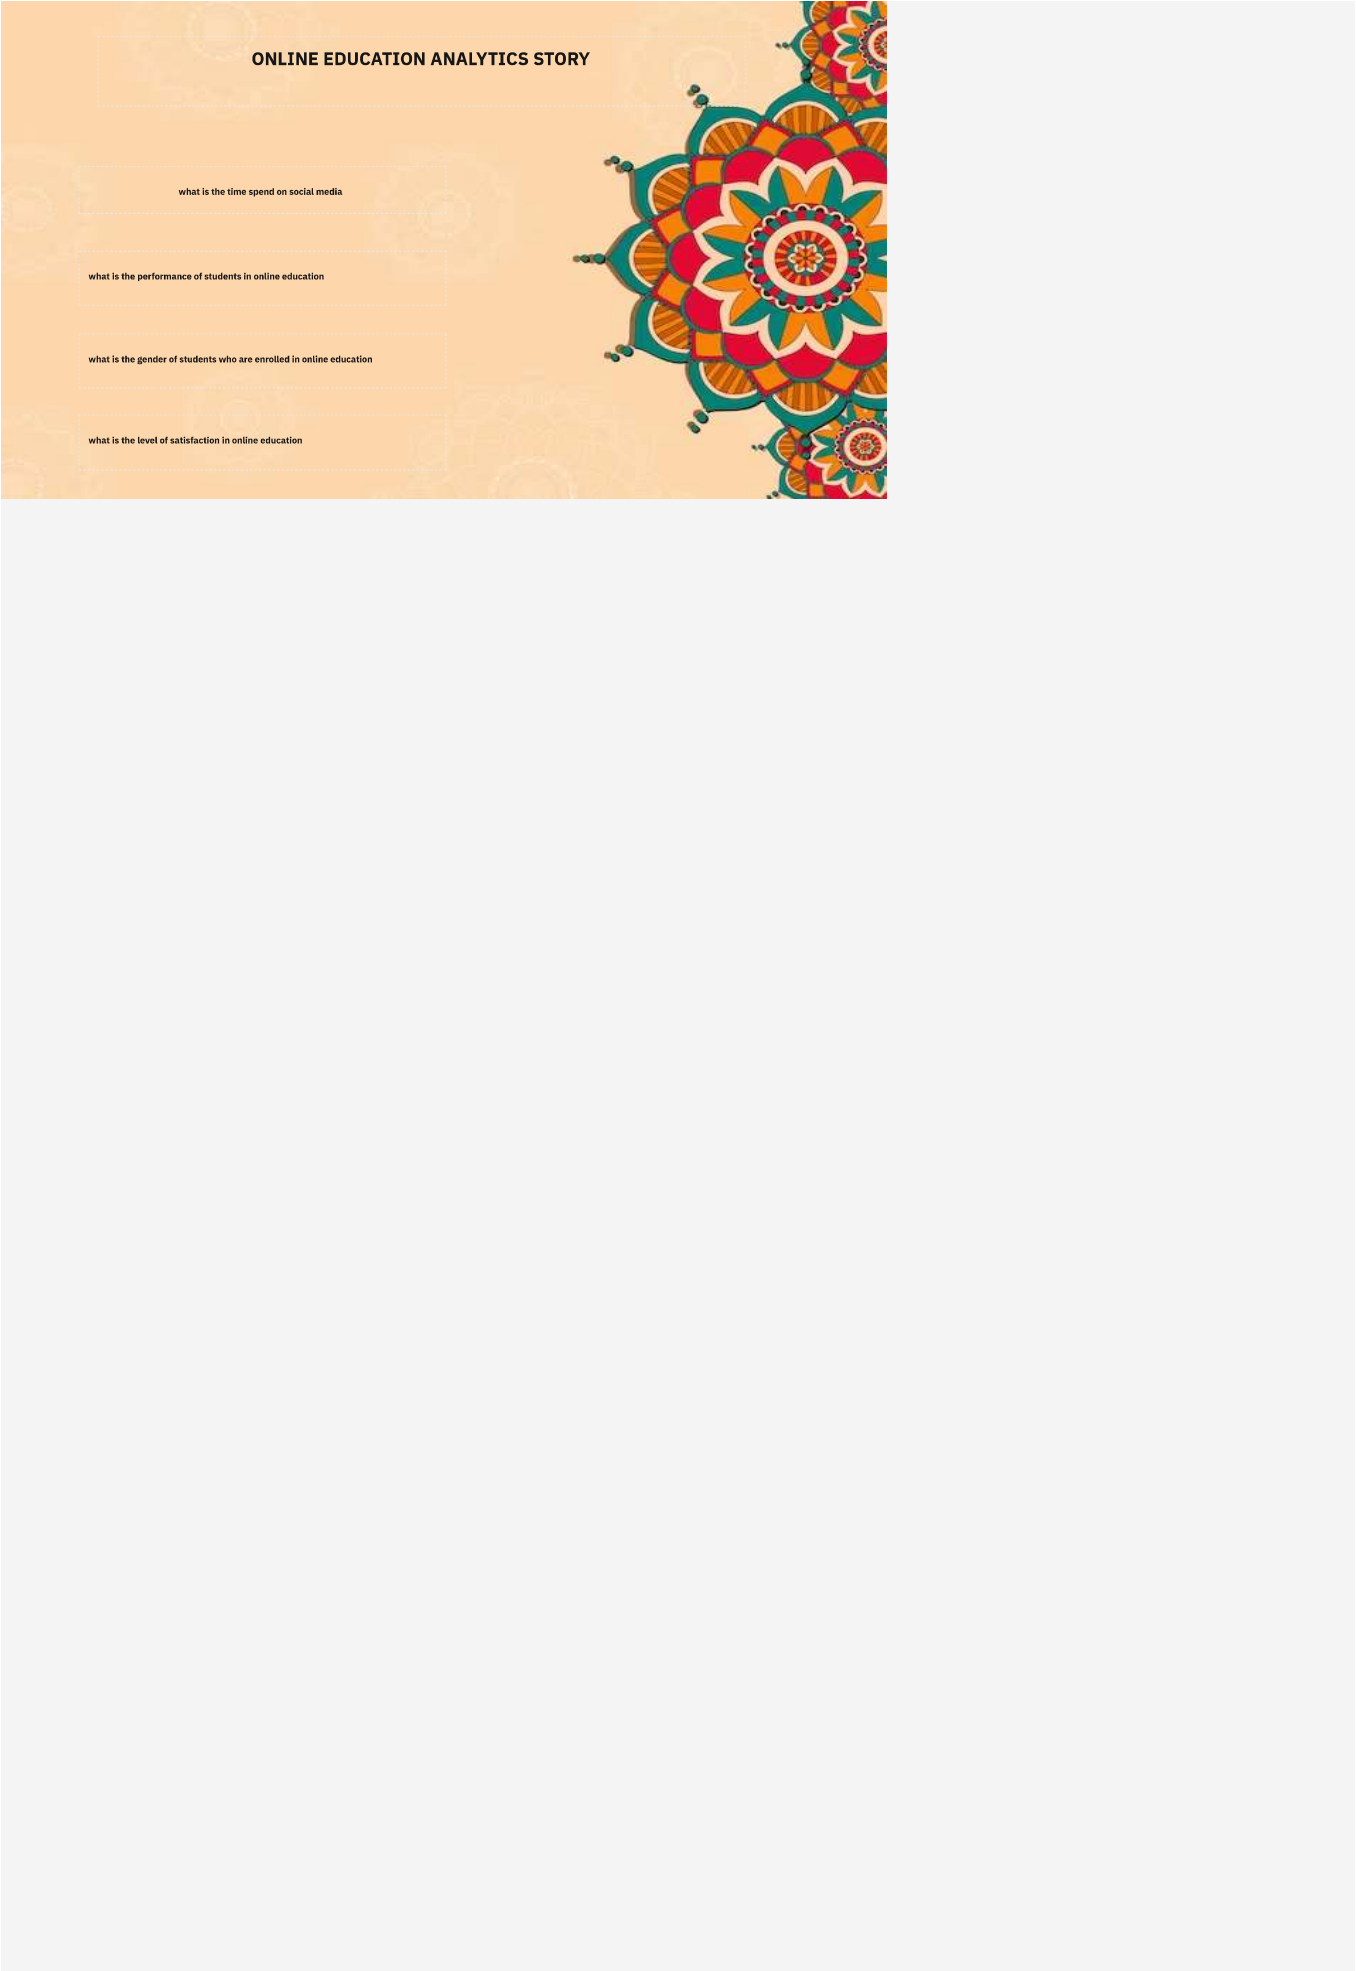 ONLINE EDUCATION ANALYTICS STORY
what is the time spend on social media
what is the performance of students in online education
what is the gender of students who are enrolled in online education
what is the level of satisfaction in online education